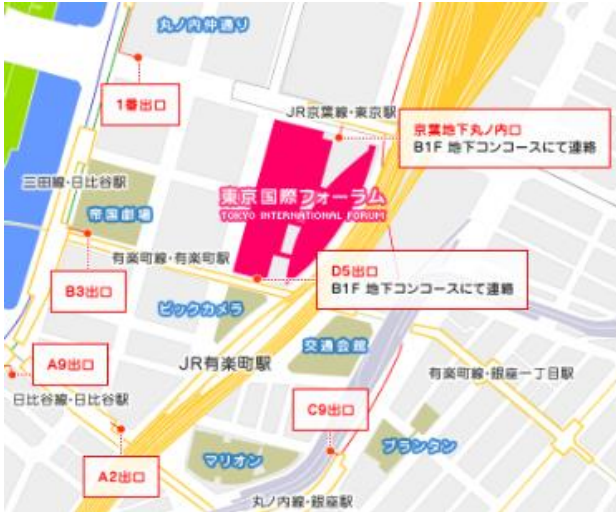 丸ノ内仲通り
1番出口
JR京葉線・東京駅
京葉地下丸ノ内口
B1F 地下コンコースにて連絡
三田線・日比谷駅
東京国際フォーラム
TOKYO INTERNATIONAL FORUM
帝国劇場
有楽町線・有楽町駅
D5出口
B1F 地下コンコースにて連絡
B3出口
ビックカメラ
交通会館
A9出口
JR有楽町駅
有楽町線・銀座一丁目駅
日比谷線・日比谷駅
C9出口
プランタン
マリオン
A2出口
丸ノ内線・銀座駅